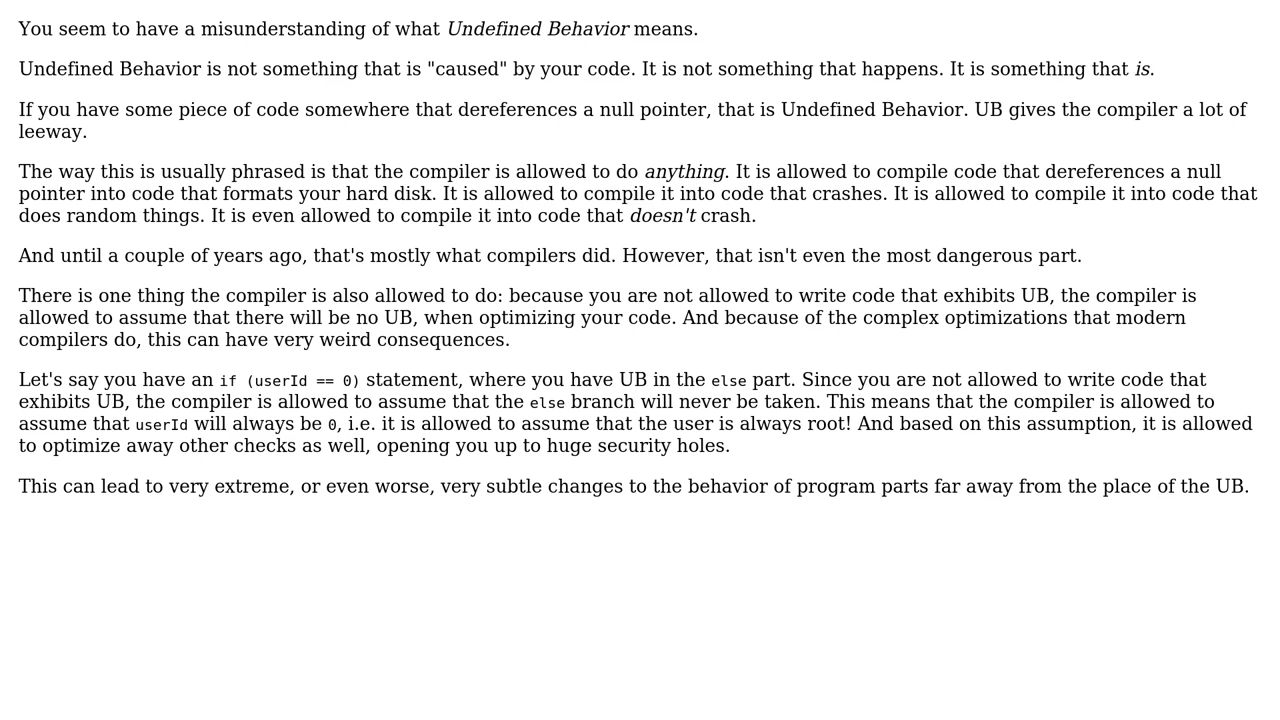 You seem to have a misunderstanding of what Undefined Behavior means.
Undefined Behavior is not something that is "caused" by your code. It is not something that happens. It is something that is.
If you have some piece of code somewhere that dereferences a null pointer, that is Undefined Behavior. UB gives the compiler a lot of
leeway.
The way this is usually phrased is that the compiler is allowed to do anything. It is allowed to compile code that dereferences a null
pointer into code that formats your hard disk. It is allowed to compile it into code that crashes. It is allowed to compile it into code that
does random things. It is even allowed to compile it into code that doesn't crash.
And until a couple of years ago, that's mostly what compilers did. However, that isn't even the most dangerous part.
There is one thing the compiler is also allowed to do: because you are not allowed to write code that exhibits UB, the compiler is
allowed to assume that there will be no UB, when optimizing your code. And because of the complex optimizations that modern
compilers do, this can have very weird consequences.
Let's say you have an if (userId == 0) statement, where you have UB in the else part. Since you are not allowed to write code that
exhibits UB, the compiler is allowed to assume that the else branch will never be taken. This means that the compiler is allowed to
assume that userId will always be 0, i.e. it is allowed to assume that the user is always root! And based on this assumption, it is allowed
to optimize away other checks as well, opening you up to huge security holes.
This can lead to very extreme, or even worse, very subtle changes to the behavior of program parts far away from the place of the UB.